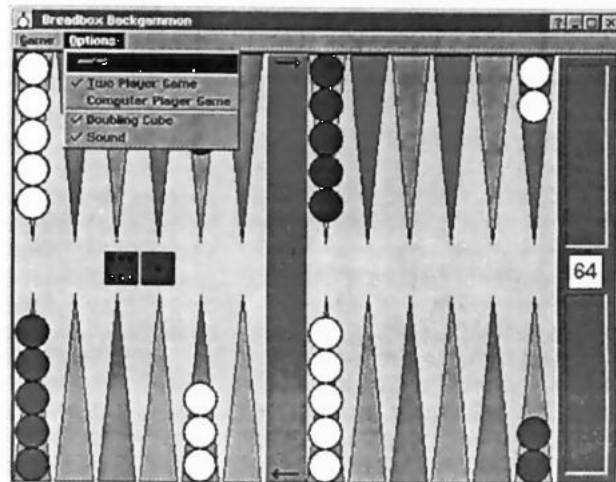 Breadbox Backgammon
Game Options
Two Player Game
Computer Player Game
Doubling Cube
Sound
64